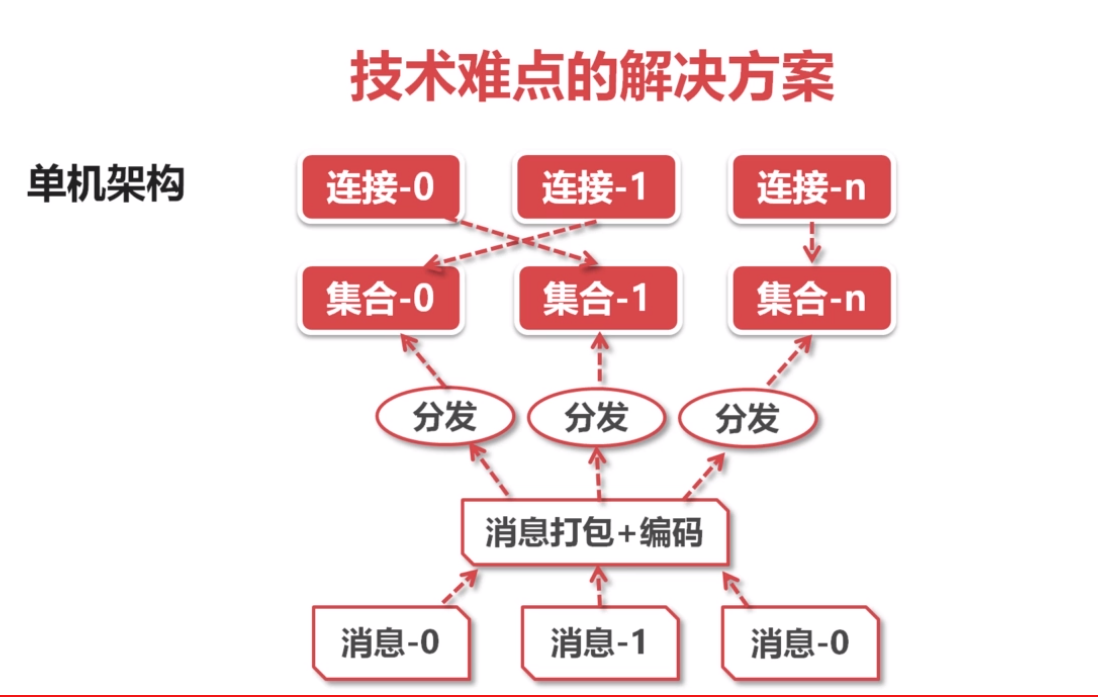 技术难点的解决方案
单机架构
连接-0
连接-1
连接-n
集合-0
集合-1
集合-n
分发
分发
分发
消息打包+编码
消息-0
消息-1
消息-0